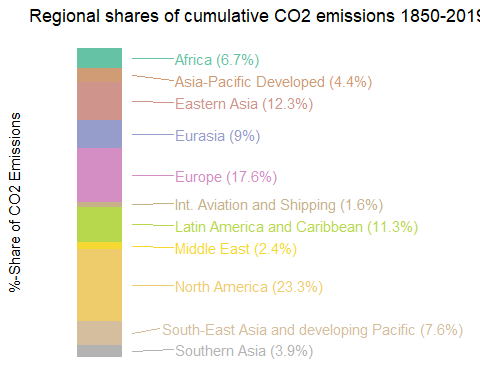 Regional shares of cumulative CO2 emissions 1850-2019
Africa (6.7%)
Asia-Pacific Developed (4.4%)
Eastern Asia (12.3%)
Eurasia (9%)
Europe (17.6%)
Int. Aviation and Shipping (1.6%)
Latin America and Caribbean (11.3%)
Middle East (2.4%)
North America (23.3%)
South-East Asia and developing Pacific (7.6%)
Southern Asia (3.9%)
%-Share of CO2 Emissions